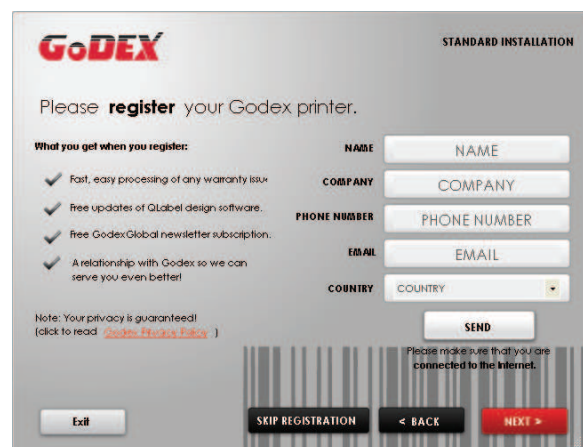 GoDEX
STANDARD INSTALLATION
Please register your Godex printer.
What you get when you register:
Fast, easy processing of any warranty issu
Free updates of QLabel design software.
Free GodexGlobal newsletter subscription.
A relationship with Godex so we can
serve you even better!
Note: Your privacy is guaranteed!
(click to read Godex Privacy Policy )
NAME NAME
COMPANY COMPANY
PHONE NUMBER PHONE NUMBER
EMAIL EMAIL
COUNTRY COUNTRY
SEND
Please make sure that you are
connected to the Internet.
Exit
SKIP REGISTRATION
< BACK
NEXT >